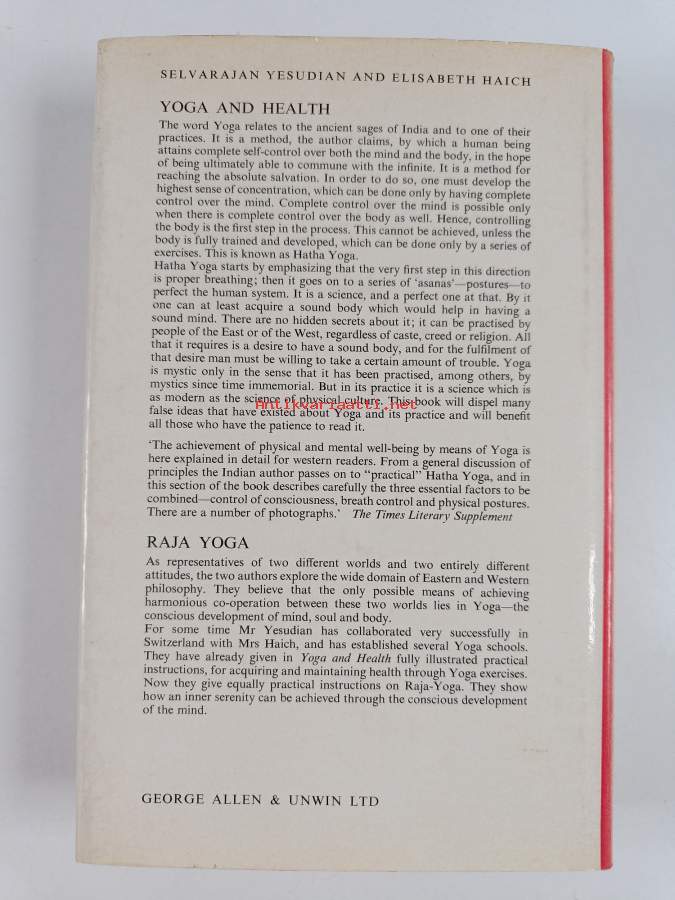 SELVARAJAN YESUDIAN AND ELISABETH HAICH
YOGA AND HEALTH
The word Yoga relates to the ancient sages of India and to one of their
practices. It is a method, the author claims, by which a human being
attains complete self-control over both the mind and the body, in the hope
of being ultimately able to commune with the infinite. It is a method for
reaching the absolute salvation. In order to do so, one must develop the
highest sense of concentration, which can be done only by having complete
control over the mind. Complete control over the mind is possible only
when there is complete control over the body as well. Hence, controlling
the body is the first step in the process. This cannot be achieved, unless the
body is fully trained and developed, which can be done only by a series of
exercises. This is known as Hatha Yoga.
Hatha Yoga starts by emphasizing that the very first step in this direction
is proper breathing; then it goes on to a series of 'asanas'—postures—to
perfect the human system. It is a science, and a perfect one at that. By it
one can at least acquire a sound body which would help in having a
sound mind. There are no hidden secrets about it; it can be practised by
people of the East or of the West, regardless of caste, creed or religion. All
that it requires is a desire to have a sound body, and for the fulfilment of
that desire man must be willing to take a certain amount of trouble. Yoga
is mystic only in the sense that it has been practised, among others, by
mystics since time immemorial. But in its practice it is a science which is
as modern as the science of physical culture. This book will dispel many
Antikvariaatti.net
false ideas that have existed about Yoga and its practice and will benefit
all those who have the patience to read it.
'The achievement of physical and mental well-being by means of Yoga is
here explained in detail for western readers. From a general discussion of
principles the Indian author passes on to "practical" Hatha Yoga, and in
this section of the book describes carefully the three essential factors to be
combined—control of consciousness, breath control and physical postures.
There are a number of photographs.' The Times Literary Supplement
RAJA YOGA
As representatives of two different worlds and two entirely different
attitudes, the two authors explore the wide domain of Eastern and Western
philosophy. They believe that the only possible means of achieving
harmonious co-operation between these two worlds lies in Yoga—the
conscious development of mind, soul and body.
For some time Mr Yesudian has collaborated very successfully in
Switzerland with Mrs Haich, and has established several Yoga schools.
They have already given in Yoga and Health fully illustrated practical
instructions, for acquiring and maintaining health through Yoga exercises.
Now they give equally practical instructions on Raja-Yoga. They show
how an inner serenity can be achieved through the conscious development
of the mind.
GEORGE ALLEN & UNWIN LTD